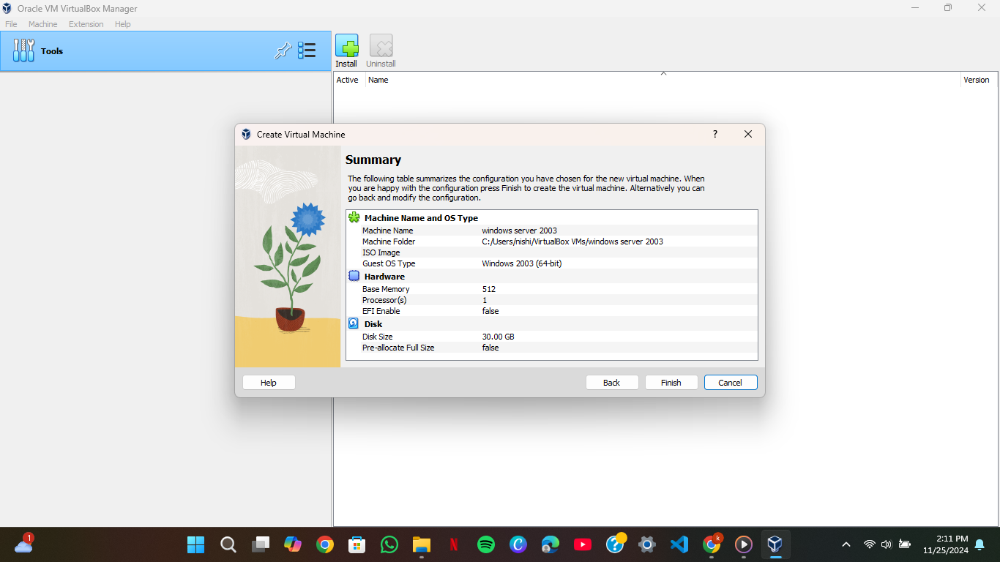 Oracle VM VirtualBox Manager
File Machine Extension Help
Tools
Install Uninstall
Active Name Version
Create Virtual Machine ?
Summary
The following table summarizes the configuration you have chosen for the new virtual machine. When
you are happy with the configuration press Finish to create the virtual machine. Alternatively you can
go back and modify the configuration.
Machine Name and OS Type
Machine Name windows server 2003
Machine Folder C:/Users/nishi/VirtualBox VMs/windows server 2003
ISO Image
Guest OS Type Windows 2003 (64-bit)
Hardware
Base Memory 512
Processor(s) 1
EFI Enable false
Disk
Disk Size 30.00 GB
Pre-allocate Full Size false
Help Back Finish Cancel
1
N
k
2:11 PM
11/25/2024